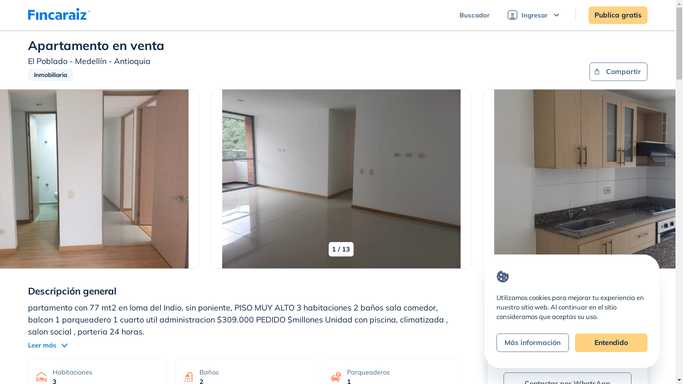 Fincaraiz
Buscador
Ingresar
Publica gratis
Apartamento en venta
El Poblado - Medellín - Antioquia
Inmobiliaria
Compartir
1 / 13
Descripción general
partamento con 77 mt2 en loma del Indio, sin poniente, PISO MUY ALTO 3 habitaciones 2 baños sala comedor,
balcon 1 parqueadero 1 cuarto util administracion $309.000 PEDIDO $millones Unidad con piscina, climatizada ,
salon social , porteria 24 horas.
Leer más
Habitaciones
3
Baños
2
Parqueaderos
1
Utilizamos cookies para mejorar tu experiencia en
nuestro sitio web. Al continuar en el sitio
consideramos que aceptas su uso.
Más información
Entendido
Contactar por WhatsApp